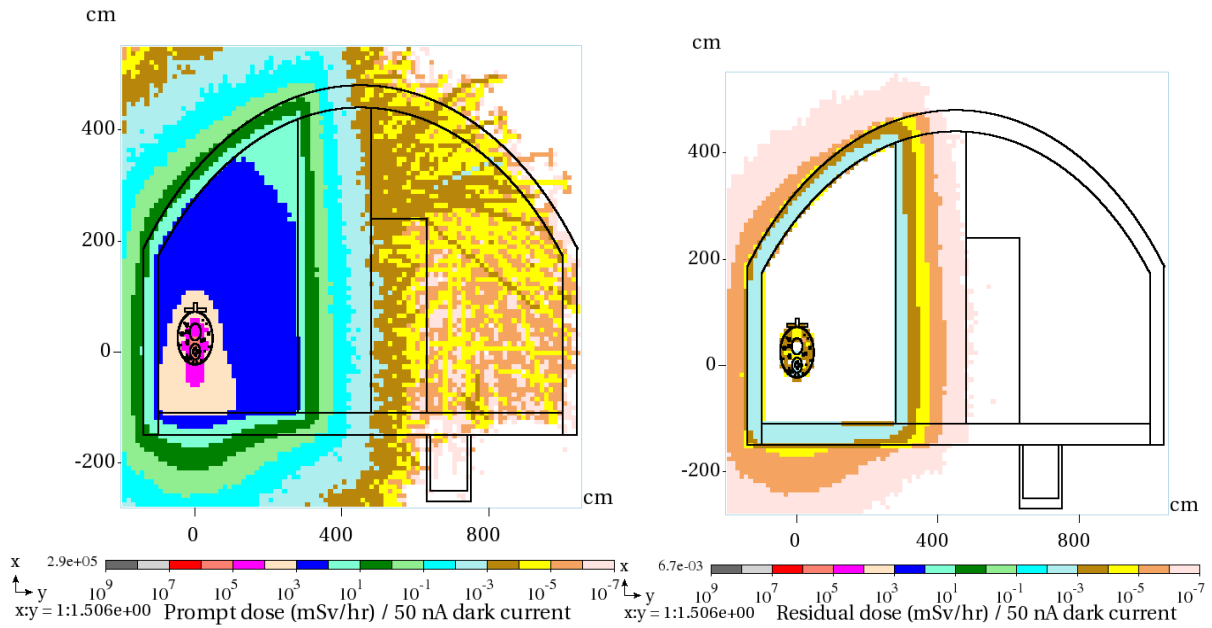 cm
400
200
0
-200
cm
0
400
800
x
y
2.9e+05
10^9 10^7 10^5 10^3 10^1 10^-1 10^-3 10^-5 10^-7
x:y = 1:1.506e+00 Prompt dose (mSv/hr) / 50 nA dark current
cm
400
200
0
-200
cm
0
400
800
x
y
6.7e-03
10^9 10^7 10^5 10^3 10^1 10^-1 10^-3 10^-5 10^-7
x:y = 1:1.506e+00 Residual dose (mSv/hr) / 50 nA dark current